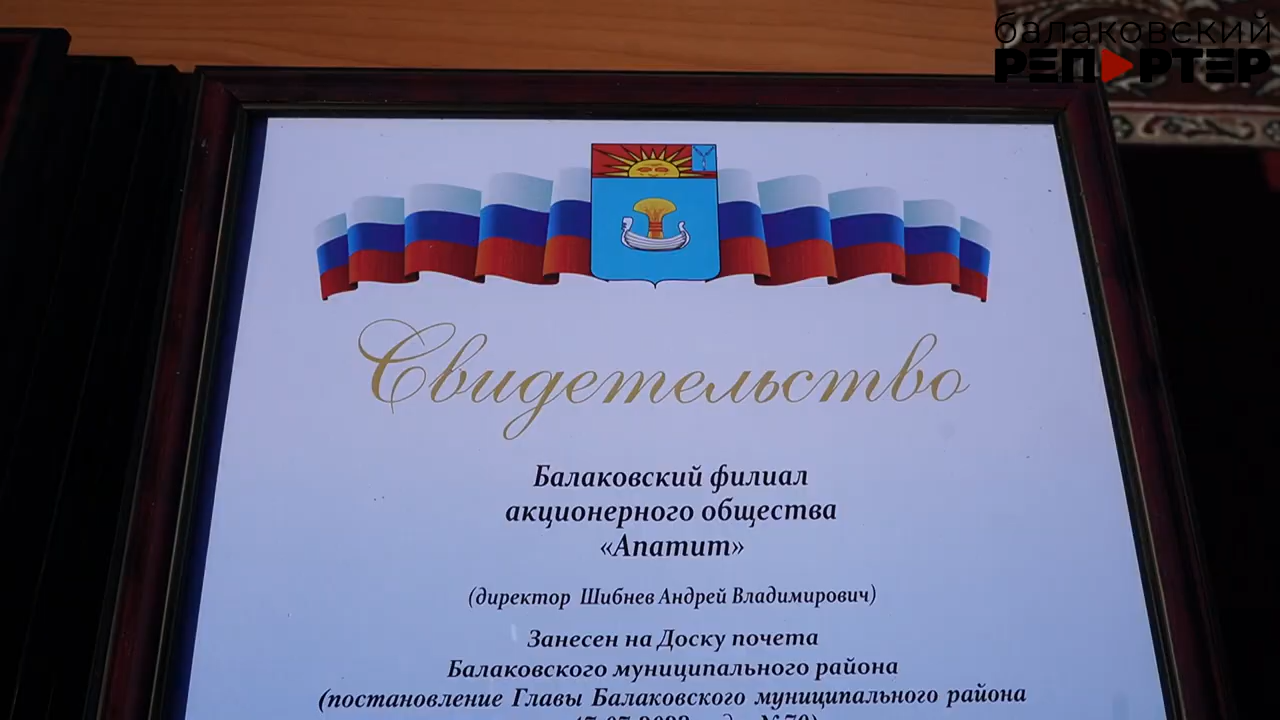 балаковский
РЕПОРТЕР
Свидетельство
Балаковский филиал
акционерного общества
«Апатит»
(директор Шибнев Андрей Владимирович)
Занесен на Доску почета
Балаковского муниципального района
(постановление Главы Балаковского муниципального района